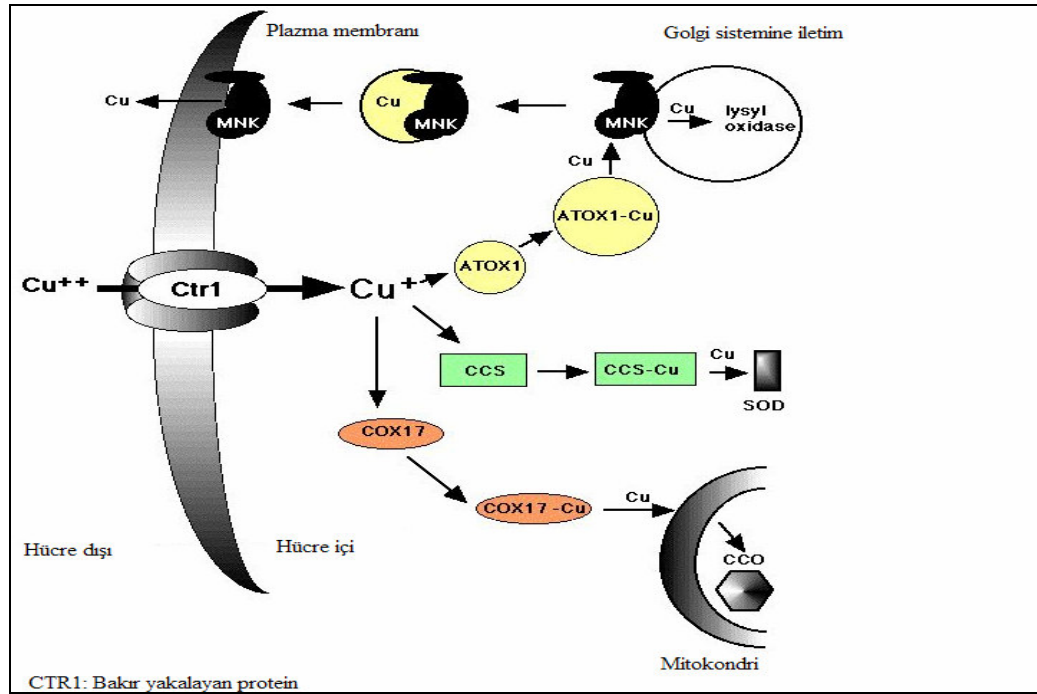 Plazma membranı
Golgi sistemine iletim
Cu
MNK
Cu
MNK
MNK
Cu
lysyl
oxidase
Cu
ATOX1-Cu
ATOX1
Cu++
Ctr1
Cu+
CCS
CCS-Cu
Cu
SOD
COX17
COX17-Cu
Cu
CCO
Hücre dışı
Hücre içi
Mitokondri
CTR1: Bakır yakalayan protein